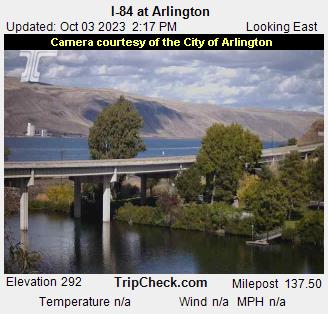 I-84 at Arlington
Updated: Oct 03 2023 2:17 PM Looking East
Camera courtesy of the City of Arlington
Elevation 292 TripCheck.com Milepost 137.50
Temperature n/a Wind n/a MPH n/a